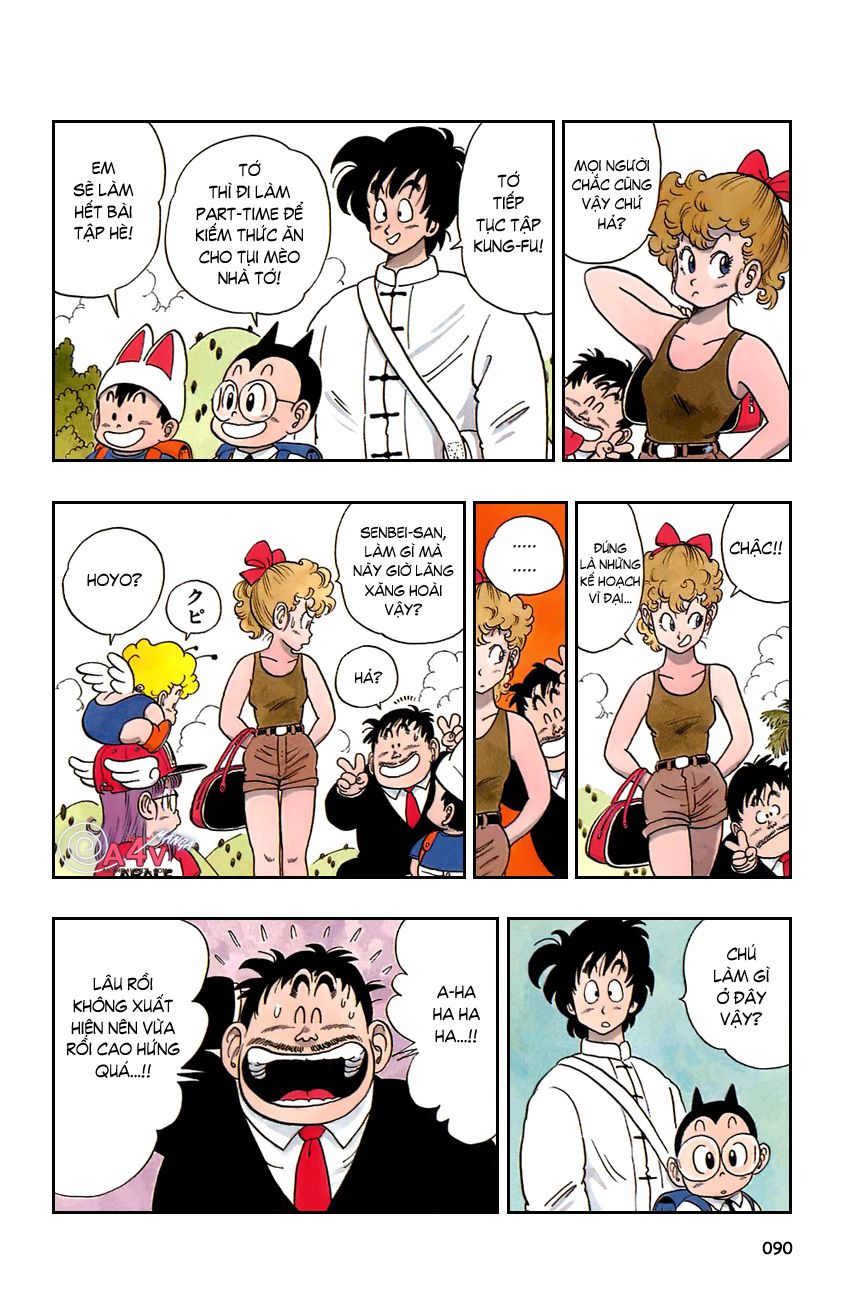 MỌI NGƯỜI
CHẮC CŨNG
VẬY CHỨ
HẢ?
TỚ
TIẾP
TỤC TẬP
KUNG-FU!
TỚ
THÌ ĐI LÀM
PART-TIME ĐỂ
KIẾM THỨC ĂN
CHO TỤI MÈO
NHÀ TỚ!
EM
SẼ LÀM
HẾT BÀI
TẬP HÈ!
CHẬC!!
ĐÚNG
LÀ NHỮNG
KẾ HOẠCH
VĨ ĐẠI...
.....
.....
SENBEI-SAN,
LÀM GÌ MÀ
NÃY GIỜ LĂNG
XĂNG HOÀI
VẬY?
HẢ?
クピ
HOYO?
A4V
MANGA
CHÚ
LÀM GÌ
Ở ĐÂY
VẬY?
A-HA
HA HA
HA...!!
LÂU RỒI
KHÔNG XUẤT
HIỆN NÊN VỪA
RỒI CAO HỨNG
QUÁ...!!
090